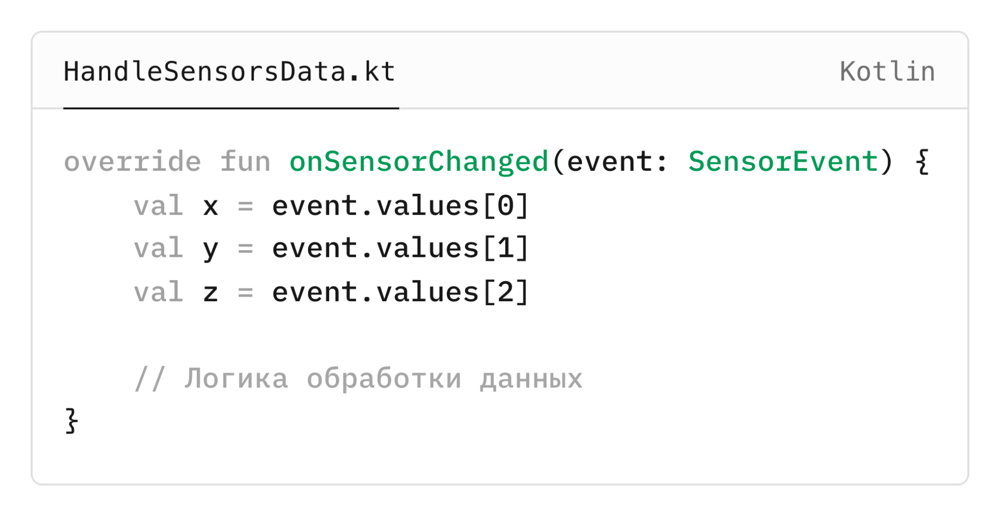 HandleSensorsData.kt
Kotlin
override fun onSensorChanged(event: SensorEvent) {
    val x = event.values[0]
    val y = event.values[1]
    val z = event.values[2]

    // Логика обработки данных
}